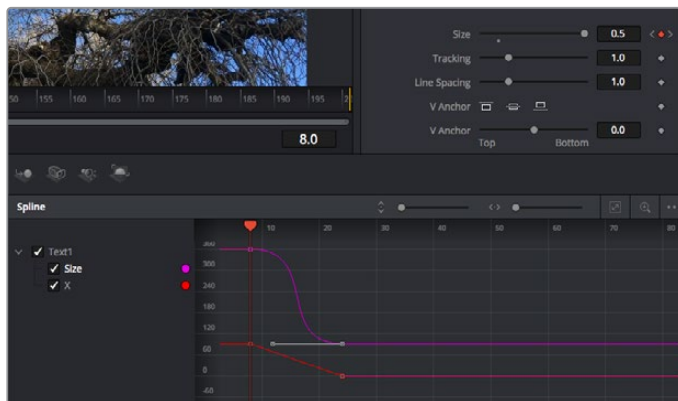 Size 0.5
Tracking 1.0
Line Spacing 1.0
V Anchor
V Anchor 0.0
Top Bottom
155 160 165 170 175 180 185 190 195
8.0
Spline
10 20 30 40 50 60 70 80
Text1
Size
X
300
240
180
120
60
0
-60